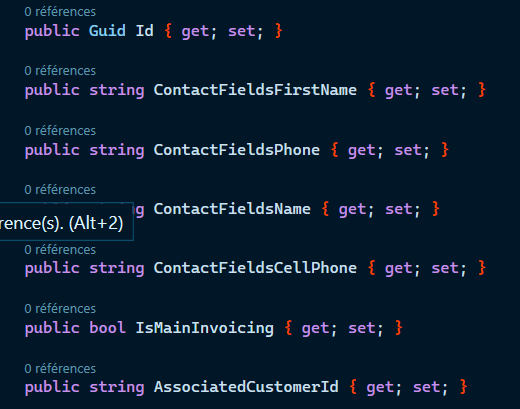 0 références
public Guid Id { get; set; }
0 références
public string ContactFieldsFirstName { get; set; }
0 références
public string ContactFieldsPhone { get; set; }
0 références
ng ContactFieldsName { get; set; }
rence(s). (Alt+2)
0 références
public string ContactFieldsCellPhone { get; set; }
0 références
public bool IsMainInvoicing { get; set; }
0 références
public string AssociatedCustomerId { get; set; }